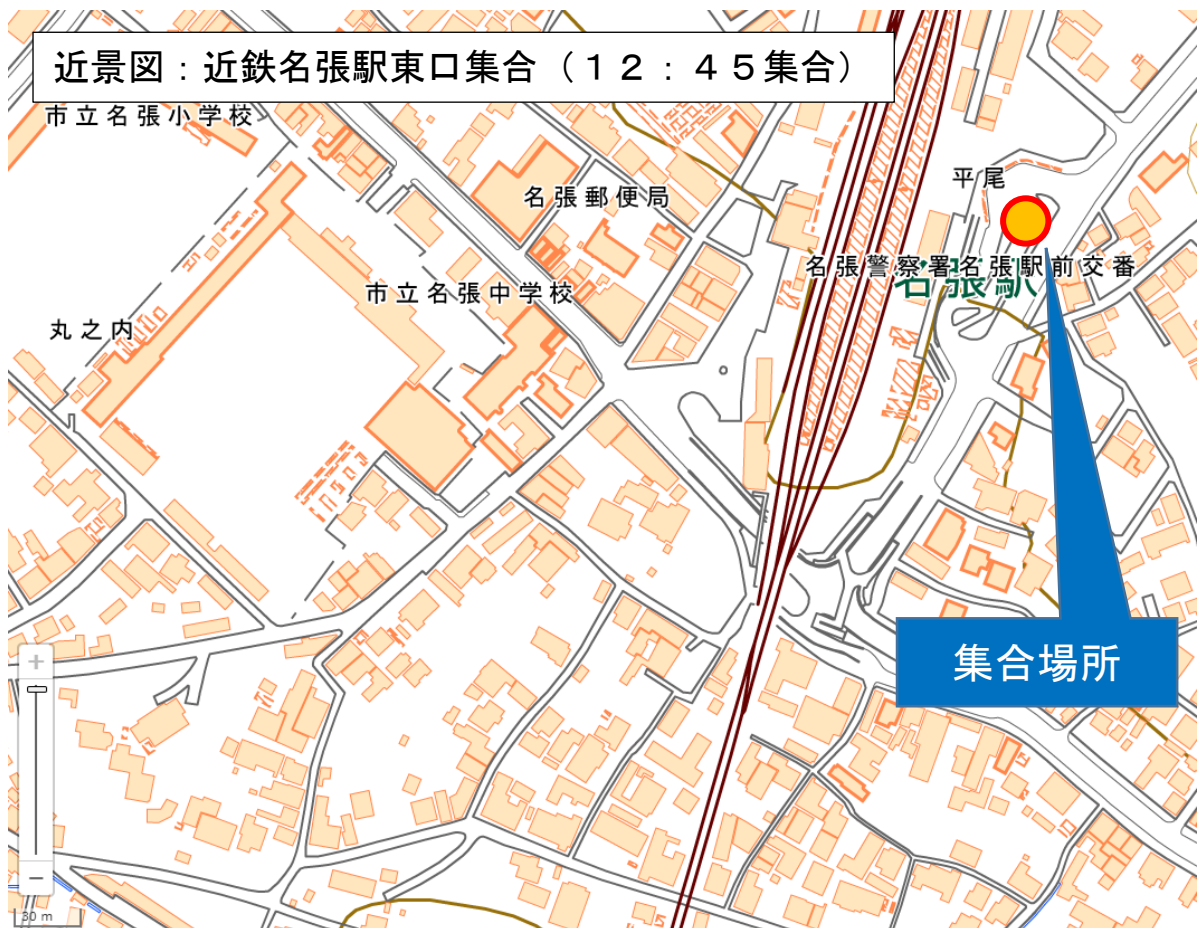 近景図：近鉄名張駅東口集合（１２：４５集合）
市立名張小学校
平尾
名張郵便局
名張警察署名張駅前交番
名張駅
市立名張中学校
丸之内
集合場所
+
−
30 m